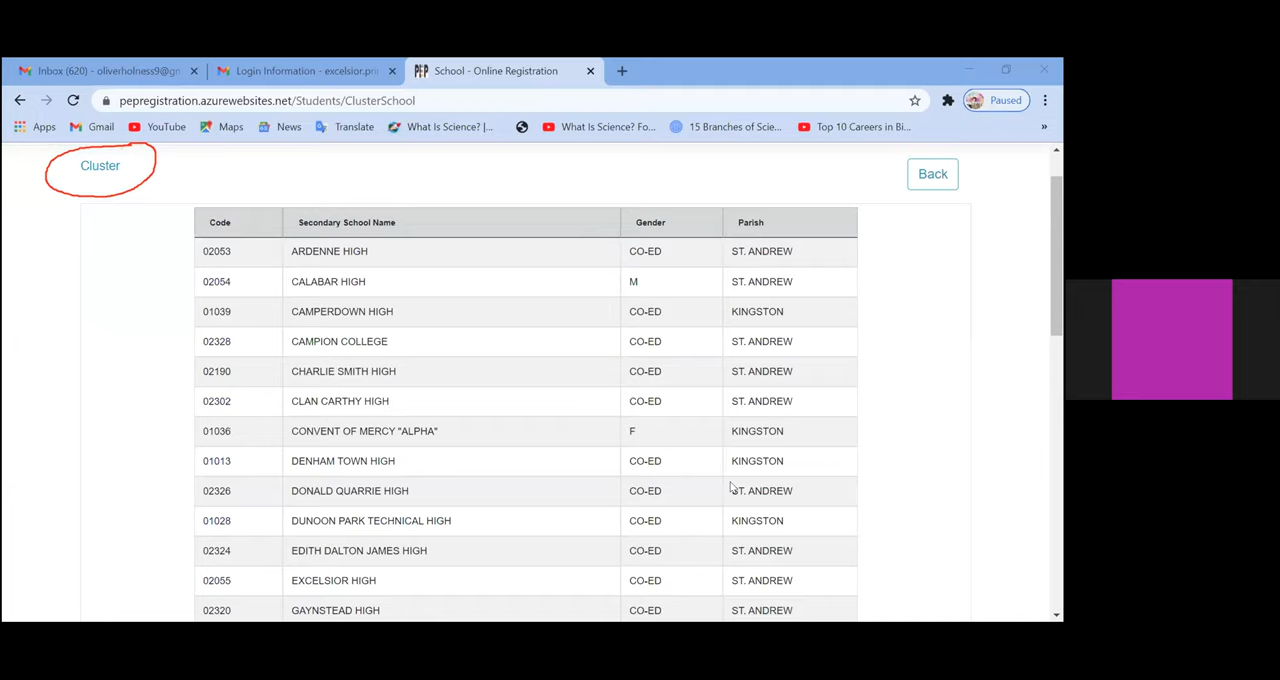 Inbox (620) - oliverholness9@gn
Login Information - excelsior.pri
PEP School - Online Registration
pepregistration.azurewebsites.net/Students/ClusterSchool
Paused
Apps Gmail YouTube Maps News Translate What Is Science? |... What Is Science? Fo... 15 Branches of Scie... Top 10 Careers in Bi... »
Cluster
Back
Code Secondary School Name Gender Parish
02053 ARDENNE HIGH CO-ED ST. ANDREW
02054 CALABAR HIGH M ST. ANDREW
01039 CAMPERDOWN HIGH CO-ED KINGSTON
02328 CAMPION COLLEGE CO-ED ST. ANDREW
02190 CHARLIE SMITH HIGH CO-ED ST. ANDREW
02302 CLAN CARTHY HIGH CO-ED ST. ANDREW
01036 CONVENT OF MERCY "ALPHA" F KINGSTON
01013 DENHAM TOWN HIGH CO-ED KINGSTON
02326 DONALD QUARRIE HIGH CO-ED ST. ANDREW
01028 DUNOON PARK TECHNICAL HIGH CO-ED KINGSTON
02324 EDITH DALTON JAMES HIGH CO-ED ST. ANDREW
02055 EXCELSIOR HIGH CO-ED ST. ANDREW
02320 GAYNSTEAD HIGH CO-ED ST. ANDREW